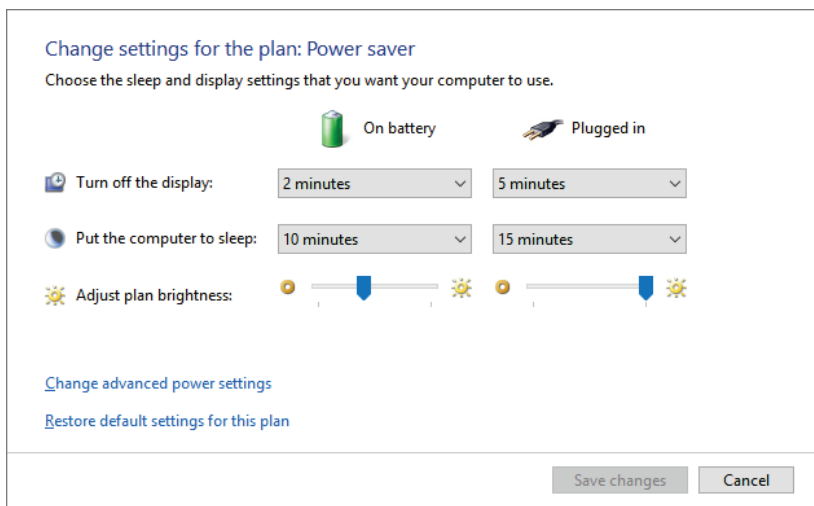 Change settings for the plan: Power saver
Choose the sleep and display settings that you want your computer to use.
On battery Plugged in
Turn off the display: 2 minutes 5 minutes
Put the computer to sleep: 10 minutes 15 minutes
Adjust plan brightness:
Change advanced power settings
Restore default settings for this plan
Save changes Cancel